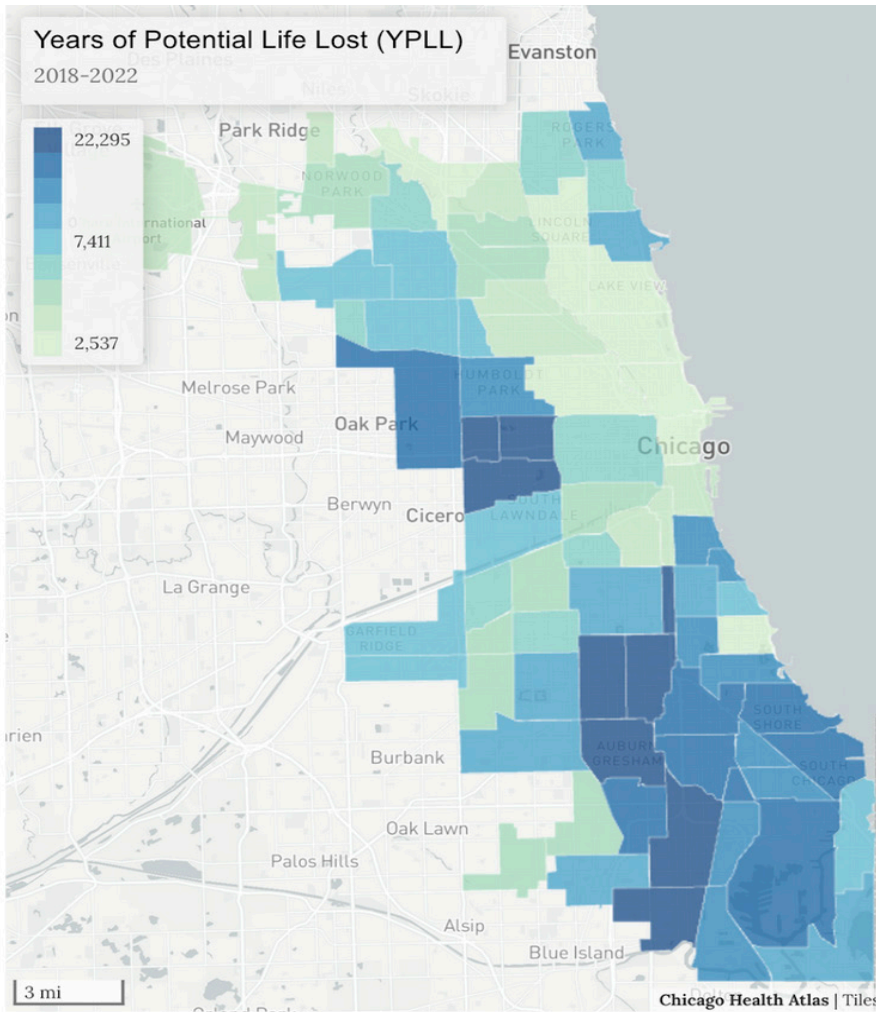 Years of Potential Life Lost (YPLL)
2018–2022
Des Plaines
Niles
Skokie
Evanston
22,295
7,411
2,537
Park Ridge
ROGERS
PARK
NORWOOD
PARK
LINCOLN
SQUARE
International
LAKE VIEW
Melrose Park
HUMBOLDT
PARK
Oak Park
Maywood
Chicago
Berwyn
Cicero
SOUTH
LAWNDALE
La Grange
GARFIELD
RIDGE
SOUTH
SHORE
rien
Burbank
AUBURN
GRESHAM
SOUTH
CHICAGO
Oak Lawn
Palos Hills
Alsip
Blue Island
3 mi
Chicago Health Atlas | Tiles